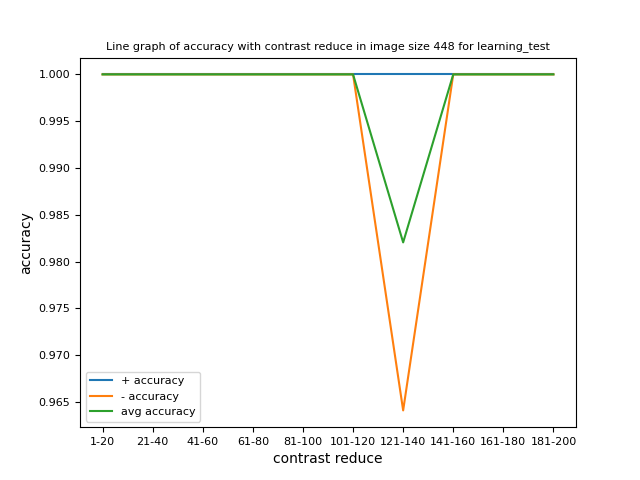 Line graph of accuracy with contrast reduce in image size 448 for learning_test
1.000
0.995
0.990
0.985
0.980
0.975
0.970
0.965
accuracy
+ accuracy
- accuracy
avg accuracy
1-20 21-40 41-60 61-80 81-100 101-120 121-140 141-160 161-180 181-200
contrast reduce